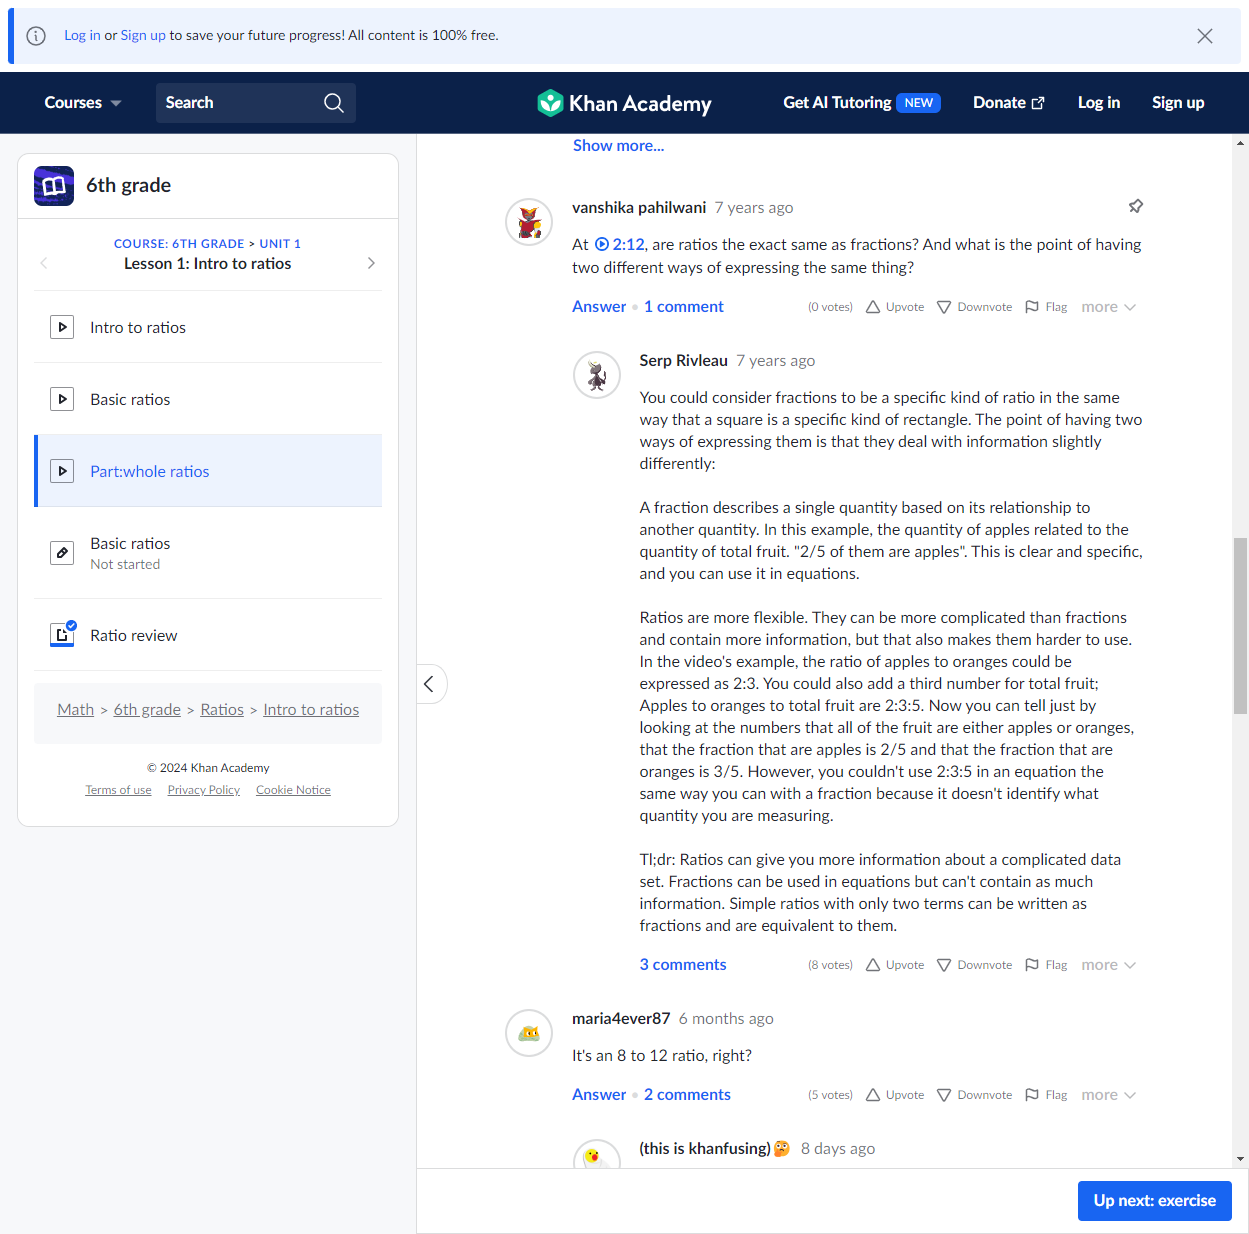 Log in or Sign up to save your future progress! All content is 100% free.
Courses
Search
Khan Academy
Get AI Tutoring NEW
Donate
Log in
Sign up
6th grade
COURSE: 6TH GRADE > UNIT 1
Lesson 1: Intro to ratios
Intro to ratios
Basic ratios
Part:whole ratios
Basic ratios
Not started
Ratio review
Math > 6th grade > Ratios > Intro to ratios
© 2024 Khan Academy
Terms of use Privacy Policy Cookie Notice
Show more...
vanshika pahilwani 7 years ago
At 2:12, are ratios the exact same as fractions? And what is the point of having
two different ways of expressing the same thing?
Answer • 1 comment (0 votes) Upvote Downvote Flag more
Serp Rivleau 7 years ago
You could consider fractions to be a specific kind of ratio in the same
way that a square is a specific kind of rectangle. The point of having two
ways of expressing them is that they deal with information slightly
differently:
A fraction describes a single quantity based on its relationship to
another quantity. In this example, the quantity of apples related to the
quantity of total fruit. "2/5 of them are apples". This is clear and specific,
and you can use it in equations.
Ratios are more flexible. They can be more complicated than fractions
and contain more information, but that also makes them harder to use.
In the video's example, the ratio of apples to oranges could be
expressed as 2:3. You could also add a third number for total fruit;
Apples to oranges to total fruit are 2:3:5. Now you can tell just by
looking at the numbers that all of the fruit are either apples or oranges,
that the fraction that are apples is 2/5 and that the fraction that are
oranges is 3/5. However, you couldn't use 2:3:5 in an equation the
same way you can with a fraction because it doesn't identify what
quantity you are measuring.
Tl;dr: Ratios can give you more information about a complicated data
set. Fractions can be used in equations but can't contain as much
information. Simple ratios with only two terms can be written as
fractions and are equivalent to them.
3 comments (8 votes) Upvote Downvote Flag more
maria4ever87 6 months ago
It's an 8 to 12 ratio, right?
Answer • 2 comments (5 votes) Upvote Downvote Flag more
(this is khanfusing)🤔 8 days ago
Up next: exercise